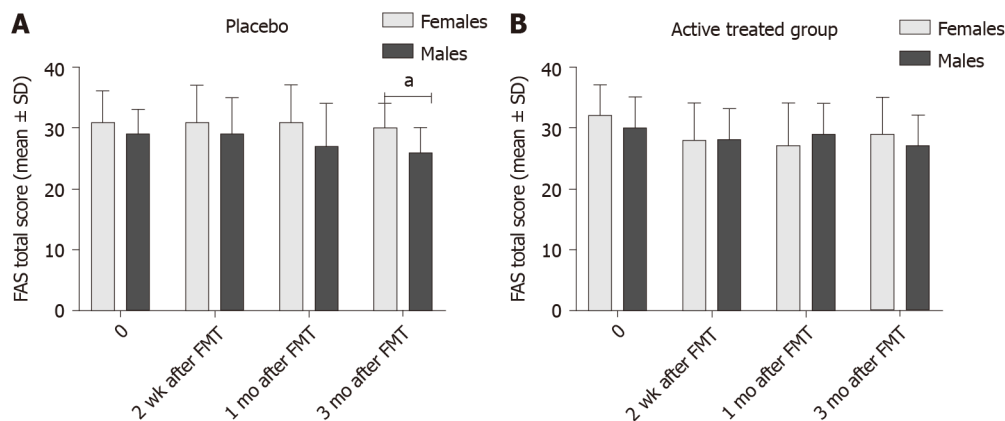 A
Placebo
Females
Males
a
FAS total score (mean ± SD)
40
30
20
10
0
0
2 wk after FMT
1 mo after FMT
3 mo after FMT
B
Active treated group
Females
Males
FAS total score (mean ± SD)
40
30
20
10
0
0
2 wk after FMT
1 mo after FMT
3 mo after FMT